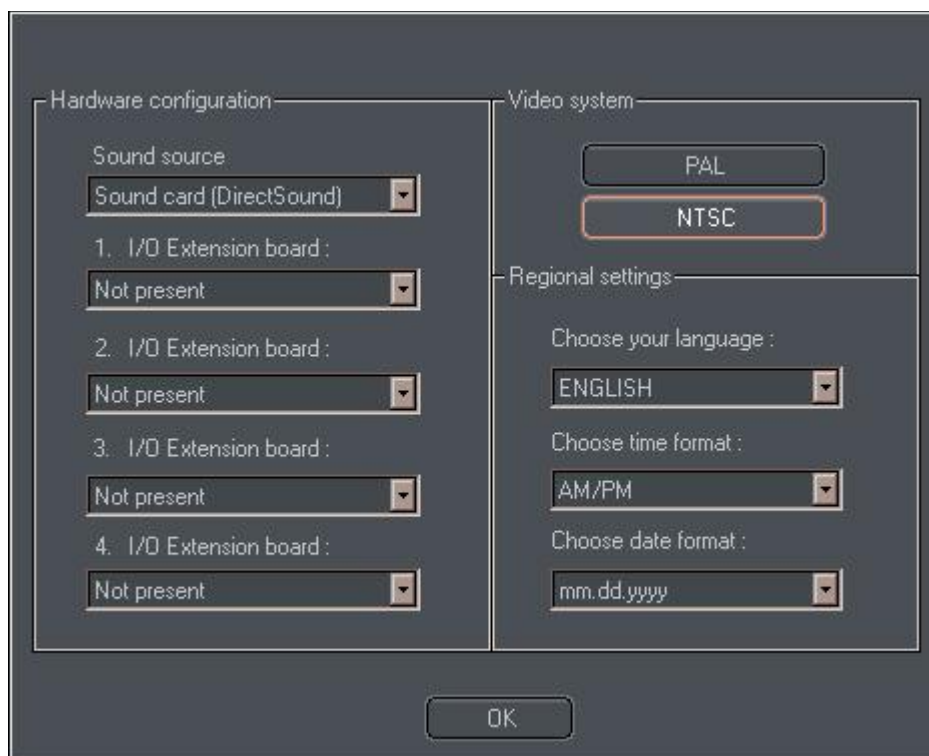 Hardware configuration
Sound source
Sound card (DirectSound)
1. I/O Extension board :
Not present
2. I/O Extension board :
Not present
3. I/O Extension board :
Not present
4. I/O Extension board :
Not present
Video system
PAL
NTSC
Regional settings
Choose your language :
ENGLISH
Choose time format :
AM/PM
Choose date format :
mm.dd.yyyy
OK